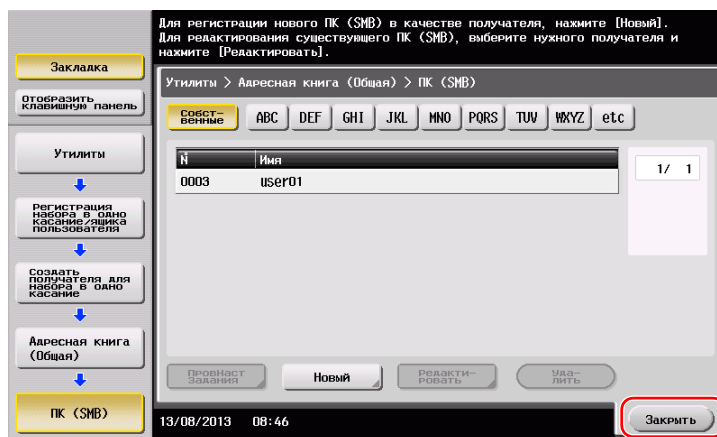 Для регистрации нового ПК (SMB) в качестве получателя, нажмите [Новый].
Для редактирования существующего ПК (SMB), выберите нужного получателя и
нажмите [Редактировать].
Закладка
Отобразить
клавишную панель
Утилиты
Регистрация
набора в одно
касание/ящика
пользователя
Создать
получателя для
набора в одно
касание
Адресная книга
(Общая)
ПК (SMB)
Утилиты > Адресная книга (Общая) > ПК (SMB)
Собст-
венные
ABC
DEF
GHI
JKL
MNO
PQRS
TUV
WXYZ
etc
N Имя
0003 user01
1/ 1
ПровНаст
Задания
Новый
Редакти-
ровать
Уда-
лить
13/08/2013 08:46
Закрыть